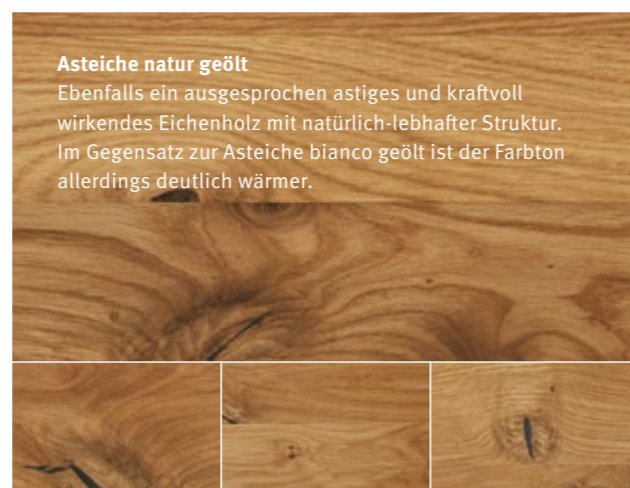 Asteiche natur geölt
Ebenfalls ein ausgesprochen astiges und kraftvoll
wirkendes Eichenholz mit natürlich-lebhafter Struktur.
Im Gegensatz zur Asteiche bianco geölt ist der Farbton
allerdings deutlich wärmer.